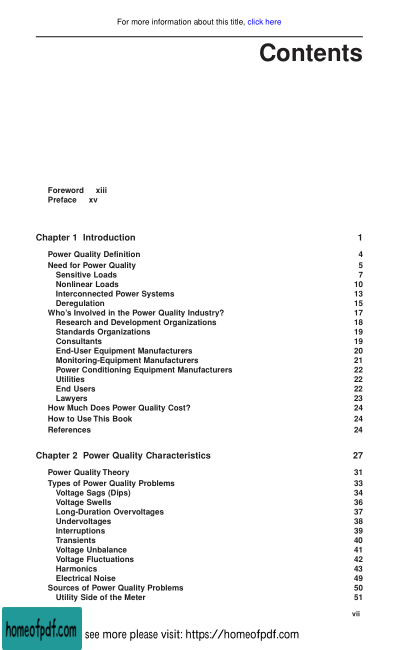 For more information about this title, click here
Contents
Foreword xiii
Preface xv
Chapter 1 Introduction 1
Power Quality Definition 4
Need for Power Quality 5
Sensitive Loads 7
Nonlinear Loads 10
Interconnected Power Systems 13
Deregulation 15
Who's Involved in the Power Quality Industry? 17
Research and Development Organizations 18
Standards Organizations 19
Consultants 19
End-User Equipment Manufacturers 20
Monitoring-Equipment Manufacturers 21
Power Conditioning Equipment Manufacturers 22
Utilities 22
End Users 22
Lawyers 23
How Much Does Power Quality Cost? 24
How to Use This Book 24
References 24
Chapter 2 Power Quality Characteristics 27
Power Quality Theory 31
Types of Power Quality Problems 33
Voltage Sags (Dips) 34
Voltage Swells 36
Long-Duration Overvoltages 37
Undervoltages 38
Interruptions 39
Transients 40
Voltage Unbalance 41
Voltage Fluctuations 42
Harmonics 43
Electrical Noise 49
Sources of Power Quality Problems 50
Utility Side of the Meter 51
vii
homeofpdf.com see more please visit: https://homeofpdf.com